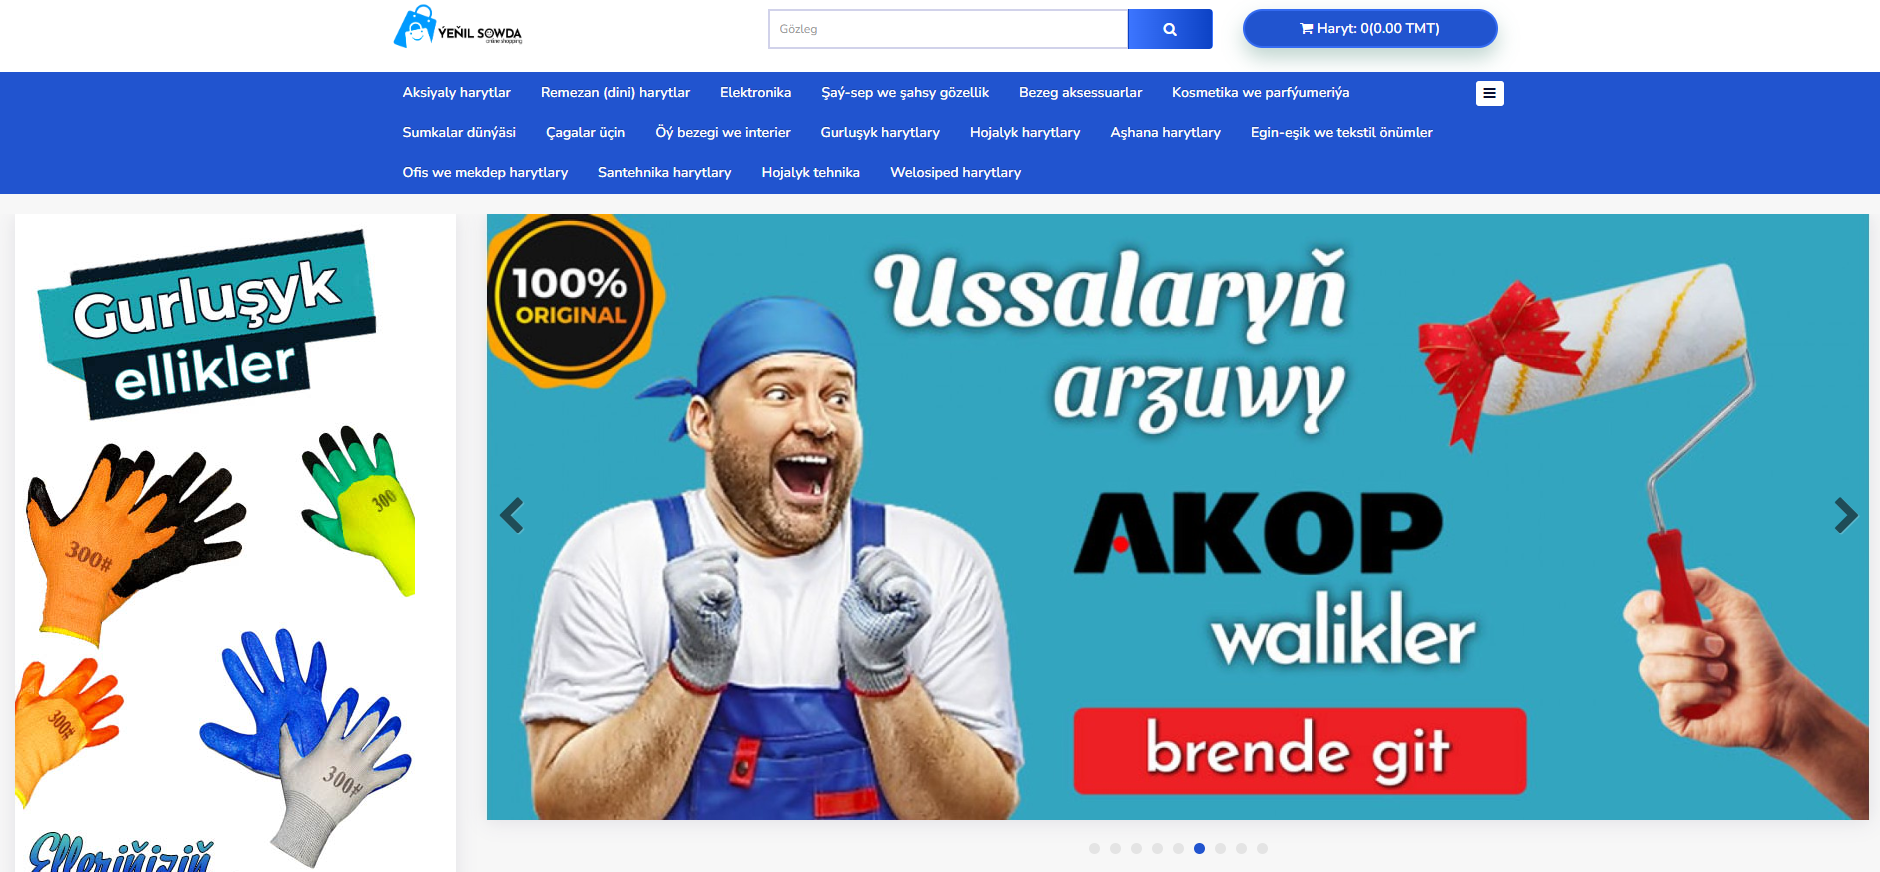 ÝEŇIL SOWDA
online shopping
Gözleg
Haryt: 0(0.00 TMT)
Aksiyaly harytlar Remezan (dini) harytlar Elektronika Şaý-sep we şahsy gözellik Bezeg aksessuarlar Kosmetika we parfýumeriýa
Sumkalar dünýäsi Çagalar üçin Öý bezegi we interier Gurluşyk harytlary Hojalyk harytlary Aşhana harytlary Egin-eşik we tekstil önümler
Ofis we mekdep harytlary Santehnika harytlary Hojalyk tehnika Welosiped harytlary
Gurluşyk
ellikler
300#
300
300#
300#
Elleriňiziň
100%
ORIGINAL
Ussalaryň
arzuwy
AKOP
walikler
brende git